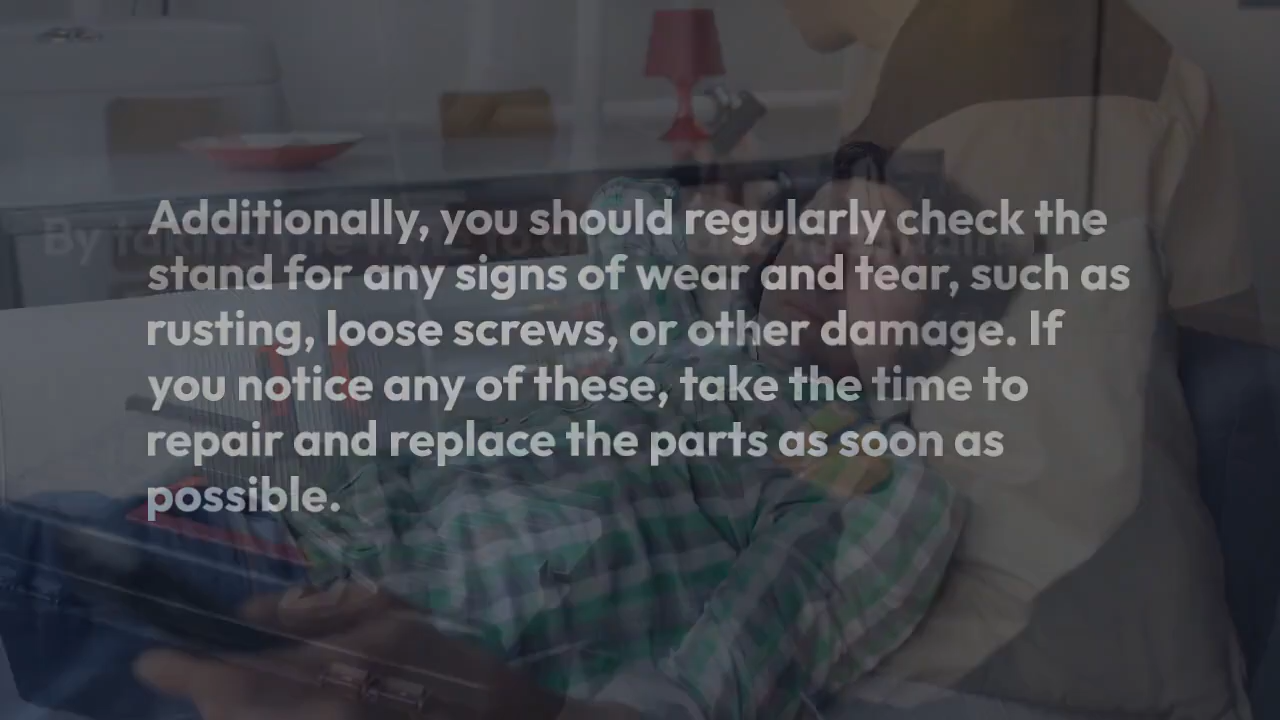 Additionally, you should regularly check the
stand for any signs of wear and tear, such as
rusting, loose screws, or other damage. If
you notice any of these, take the time to
repair and replace the parts as soon as
possible.
By taking